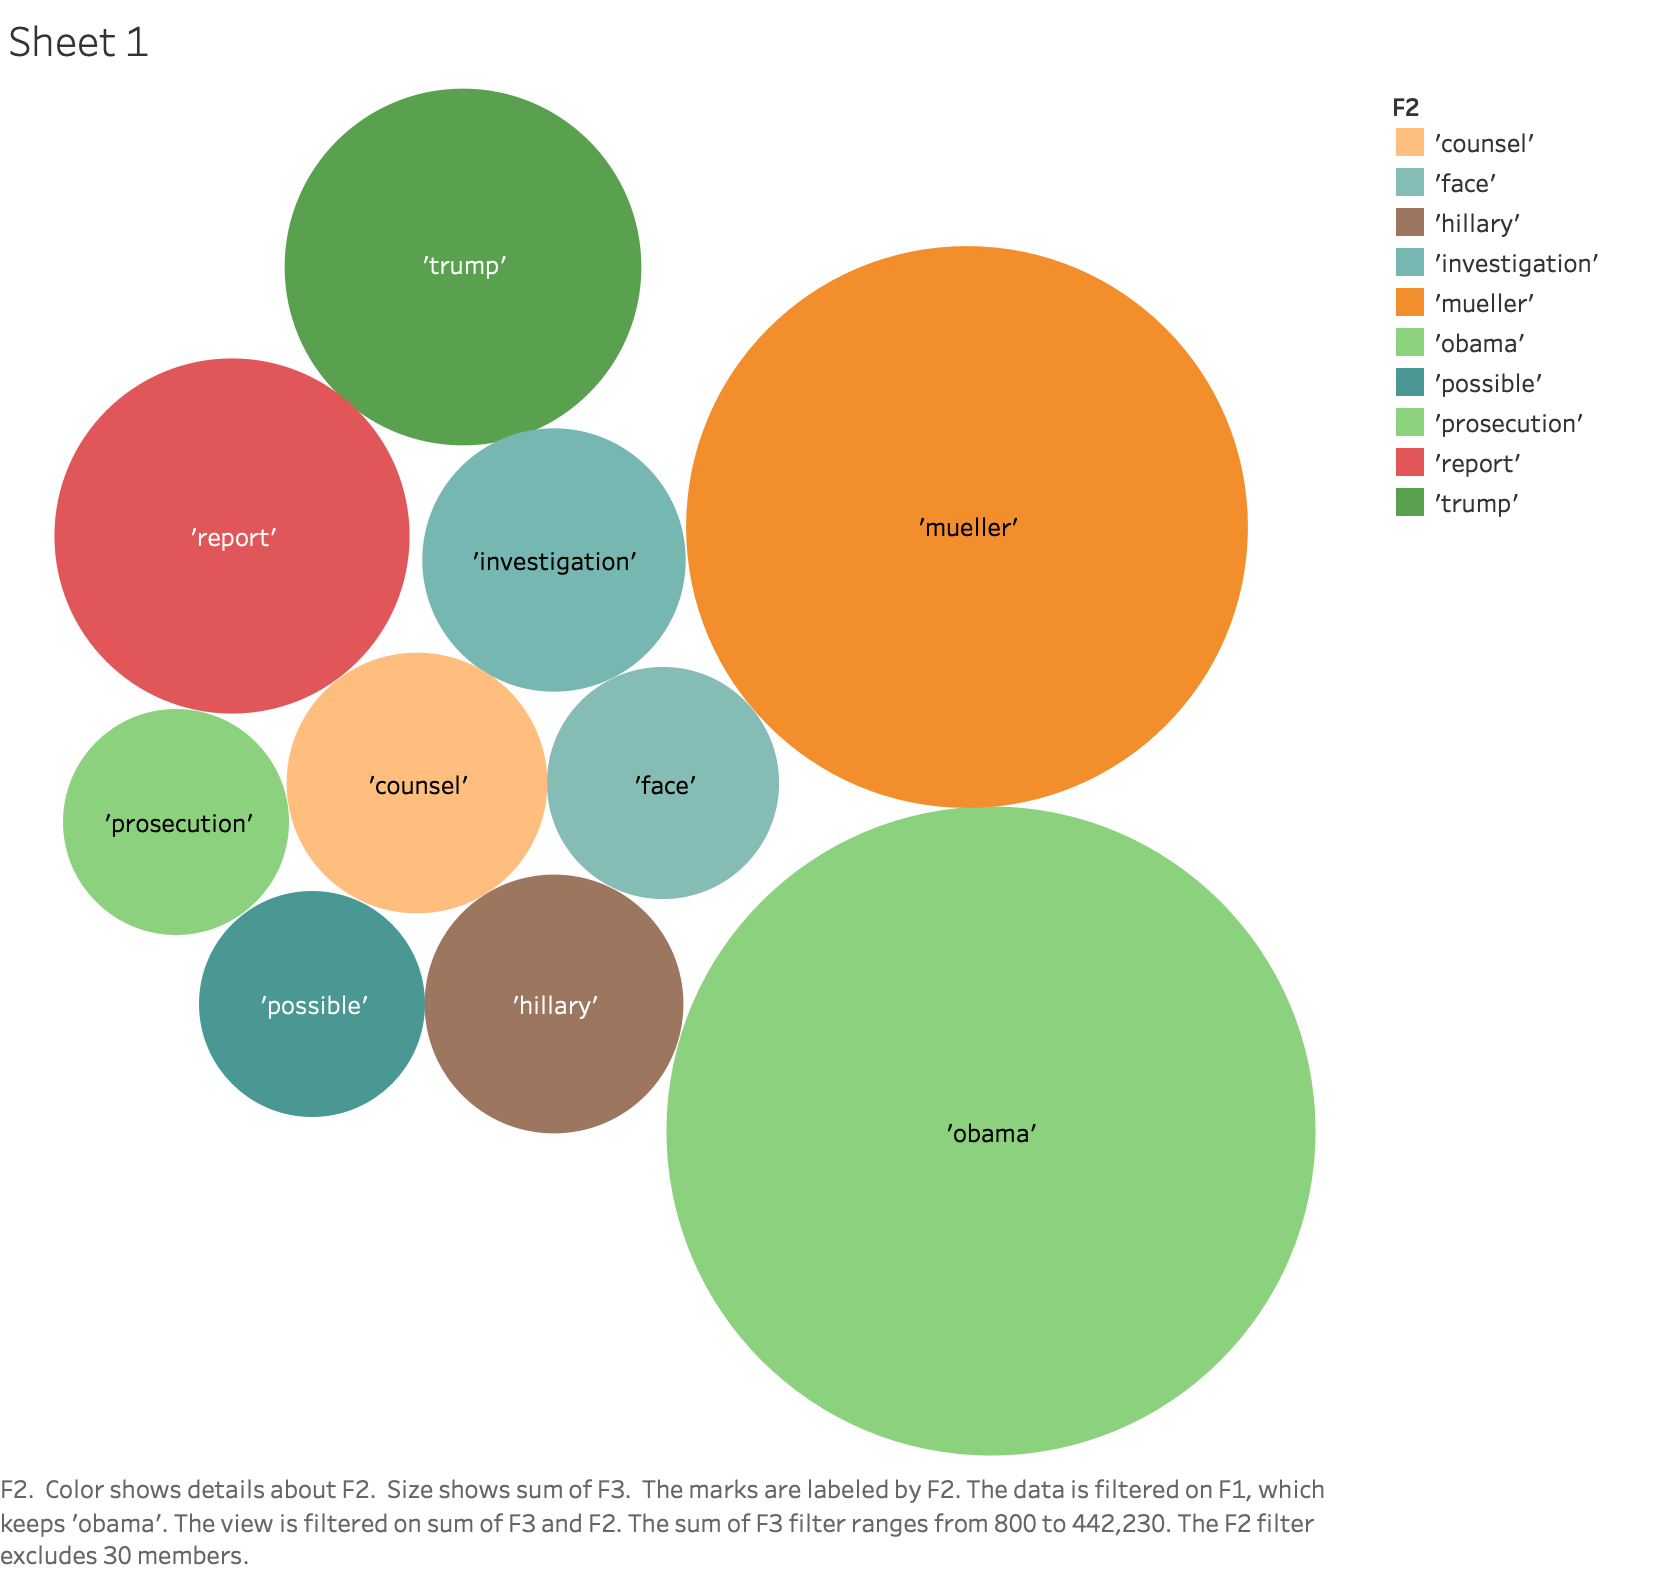 Sheet 1
F2
'counsel'
'face'
'hillary'
'investigation'
'mueller'
'obama'
'possible'
'prosecution'
'report'
'trump'
'trump'
'mueller'
'report'
'investigation'
'counsel'
'face'
'prosecution'
'possible'
'hillary'
'obama'
F2.  Color shows details about F2.  Size shows sum of F3.  The marks are labeled by F2. The data is filtered on F1, which
keeps 'obama'. The view is filtered on sum of F3 and F2. The sum of F3 filter ranges from 800 to 442,230. The F2 filter
excludes 30 members.